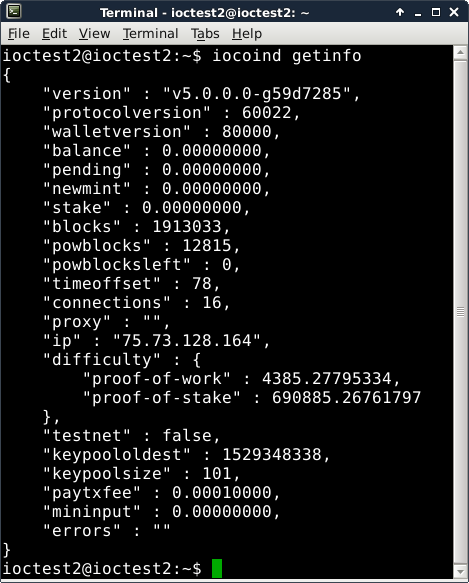 Terminal - ioctest2@ioctest2: ~
File Edit View Terminal Tabs Help
ioctest2@ioctest2:~$ iocoind getinfo
{
    "version" : "v5.0.0.0-g59d7285",
    "protocolversion" : 60022,
    "walletversion" : 80000,
    "balance" : 0.00000000,
    "pending" : 0.00000000,
    "newmint" : 0.00000000,
    "stake" : 0.00000000,
    "blocks" : 1913033,
    "powblocks" : 12815,
    "powblocksleft" : 0,
    "timeoffset" : 78,
    "connections" : 16,
    "proxy" : "",
    "ip" : "75.73.128.164",
    "difficulty" : {
        "proof-of-work" : 4385.27795334,
        "proof-of-stake" : 690885.26761797
    },
    "testnet" : false,
    "keypoololdest" : 1529348338,
    "keypoolsize" : 101,
    "paytxfee" : 0.00010000,
    "mininput" : 0.00000000,
    "errors" : ""
}
ioctest2@ioctest2:~$